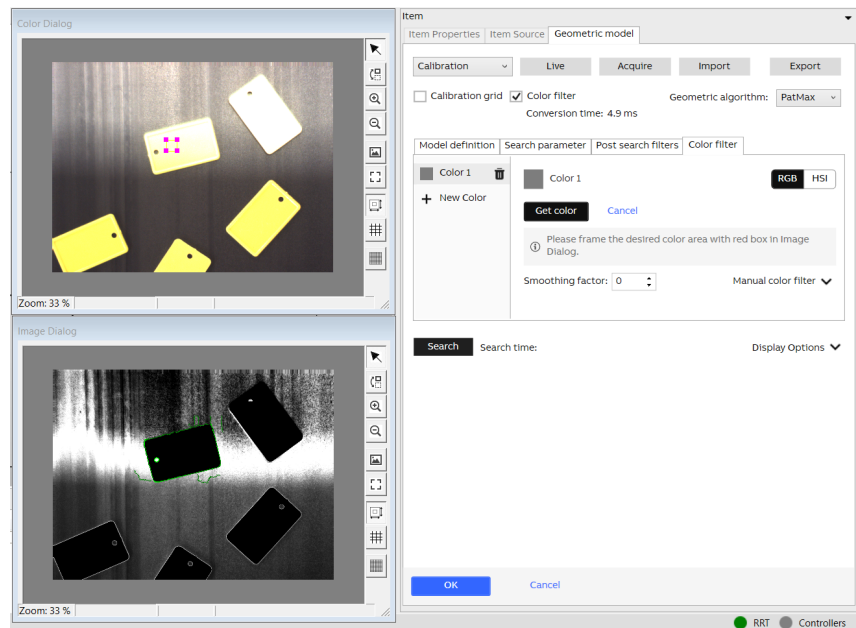 Color Dialog
Zoom: 33 %
Image Dialog
Zoom: 33 %
Item
Item Properties Item Source Geometric model
Calibration Live Acquire Import Export
Calibration grid Color filter Geometric algorithm: PatMax
Conversion time: 4.9 ms
Model definition Search parameter Post search filters Color filter
Color 1 Color 1 RGB HSI
+ New Color
Get color Cancel
Please frame the desired color area with red box in Image
Dialog.
Smoothing factor: 0 Manual color filter
Search Search time: Display Options
OK Cancel
RRT Controllers